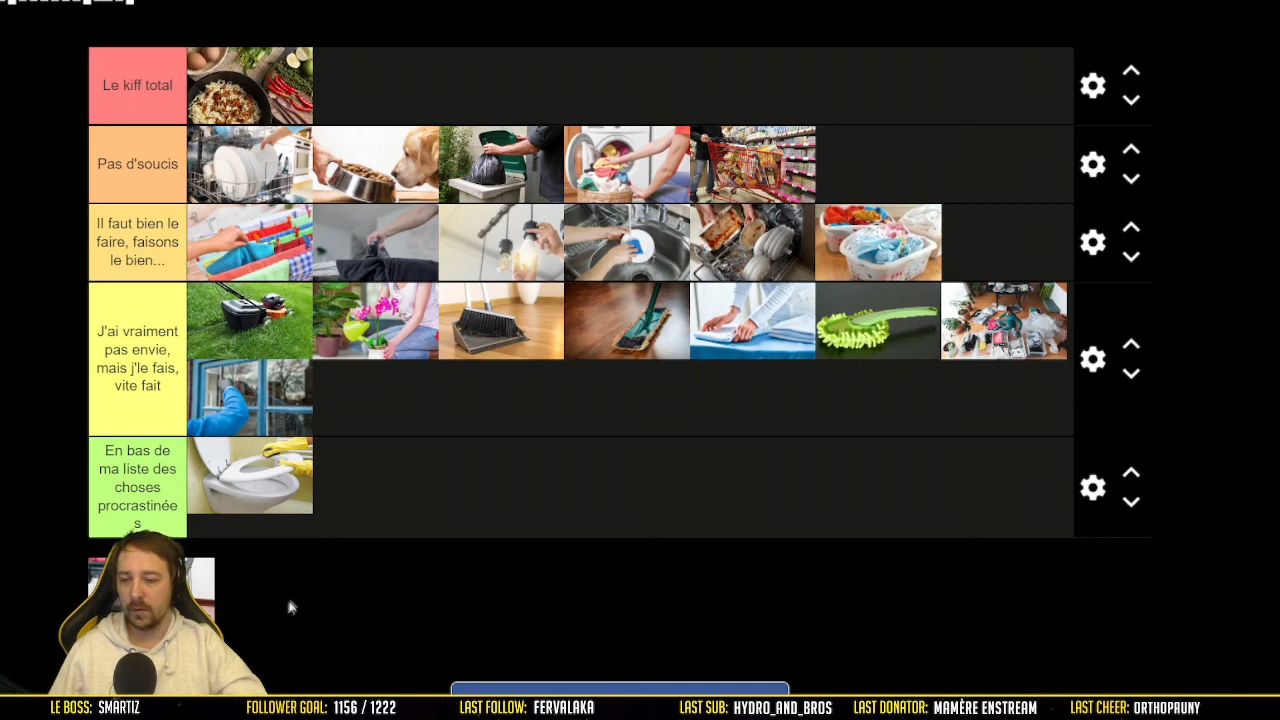 Le kiff total
Pas d'soucis
Il faut bien le
faire, faisons
le bien...
J'ai vraiment
pas envie,
mais j'le fais,
vite fait
En bas de
ma liste des
choses
procrastinée
s
LE BOSS: SMÄRTIZ FOLLOWER GOAL: 1156 / 1222 LAST FOLLOW: FERVALAKA LAST SUB: HYDRO_AND_BROS LAST DONATOR: MAMÈRE ENSTREAM LAST CHEER: ORTHOPAUNY